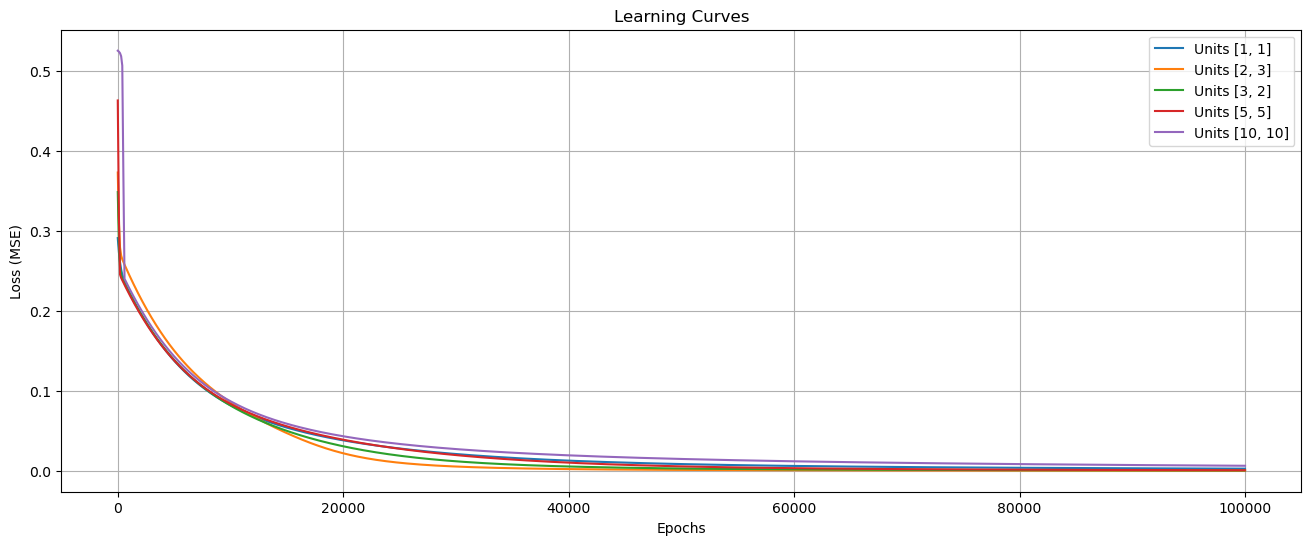 Learning Curves
Units [1, 1]
Units [2, 3]
Units [3, 2]
Units [5, 5]
Units [10, 10]
Loss (MSE)
0.5
0.4
0.3
0.2
0.1
0.0
0 20000 40000 60000 80000 100000
Epochs